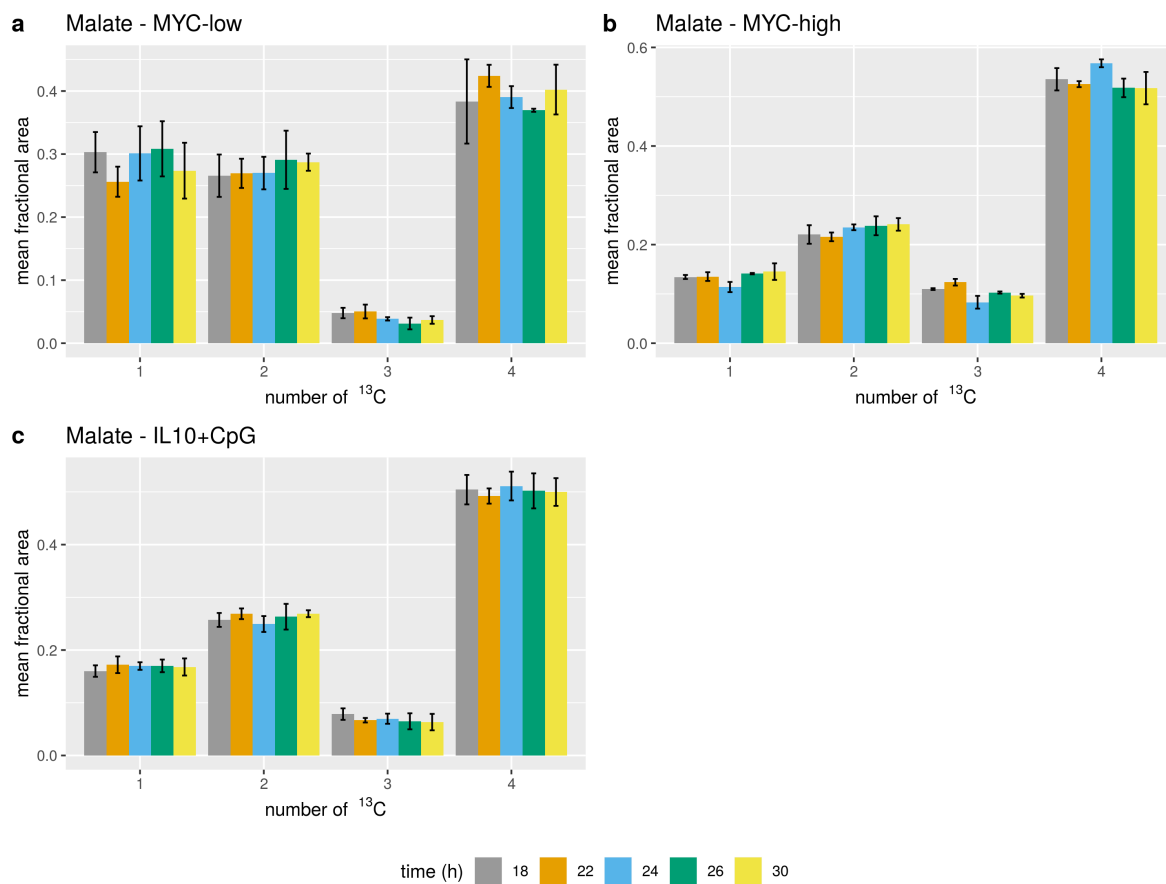 a Malate - MYC-low
mean fractional area
0.4
0.3
0.2
0.1
0.0
1 2 3 4
number of ¹³C
b Malate - MYC-high
mean fractional area
0.6
0.4
0.2
0.0
1 2 3 4
number of ¹³C
c Malate - IL10+CpG
mean fractional area
0.4
0.2
0.0
1 2 3 4
number of ¹³C
time (h) 18 22 24 26 30